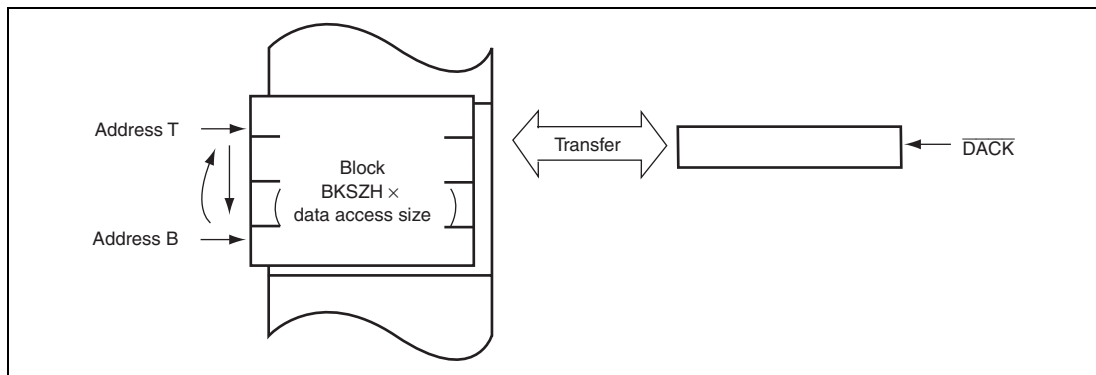 Address T
Block
BKSZH ×
data access size
Address B
Transfer
DACK